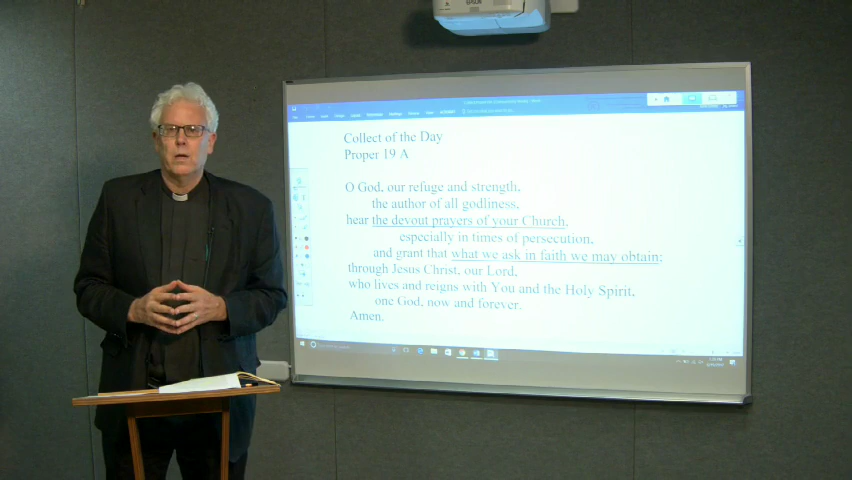 EPSON
Collect of the Day
Proper 19 A
O God, our refuge and strength,
the author of all godliness,
hear the devout prayers of your Church,
especially in times of persecution,
and grant that what we ask in faith we may obtain;
through Jesus Christ, our Lord,
who lives and reigns with You and the Holy Spirit,
one God, now and forever.
Amen.